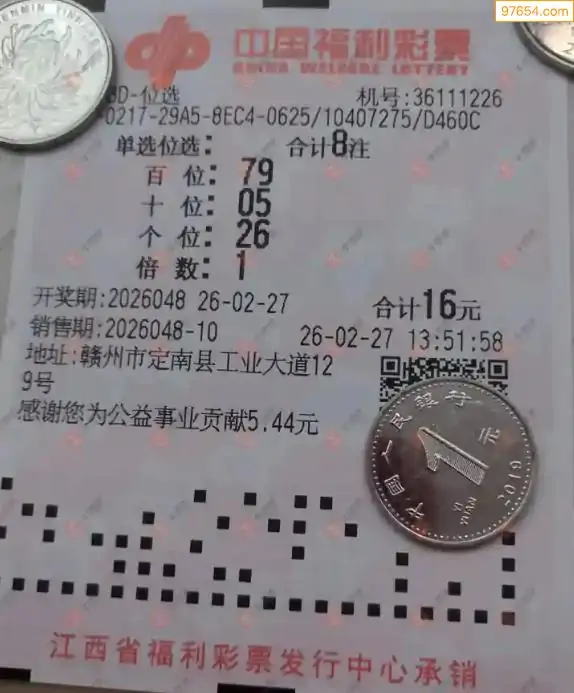 97654.com
中国福利彩票
CHINA WELFARE LOTTERY
3D-位选 机号:36111226
0217-29A5-8EC4-0625/10407275/D460C
单选位选: 合计8注
百 位: 79
十 位: 05
个 位: 26
倍 数: 1
开奖期:2026048 26-02-27 合计16元
销售期:2026048-10 26-02-27 13:51:58
地址:赣州市定南县工业大道12
9号
感谢您为公益事业贡献5.44元
中国人民银行
1元
YI YUAN
2019
江西省福利彩票发行中心承销